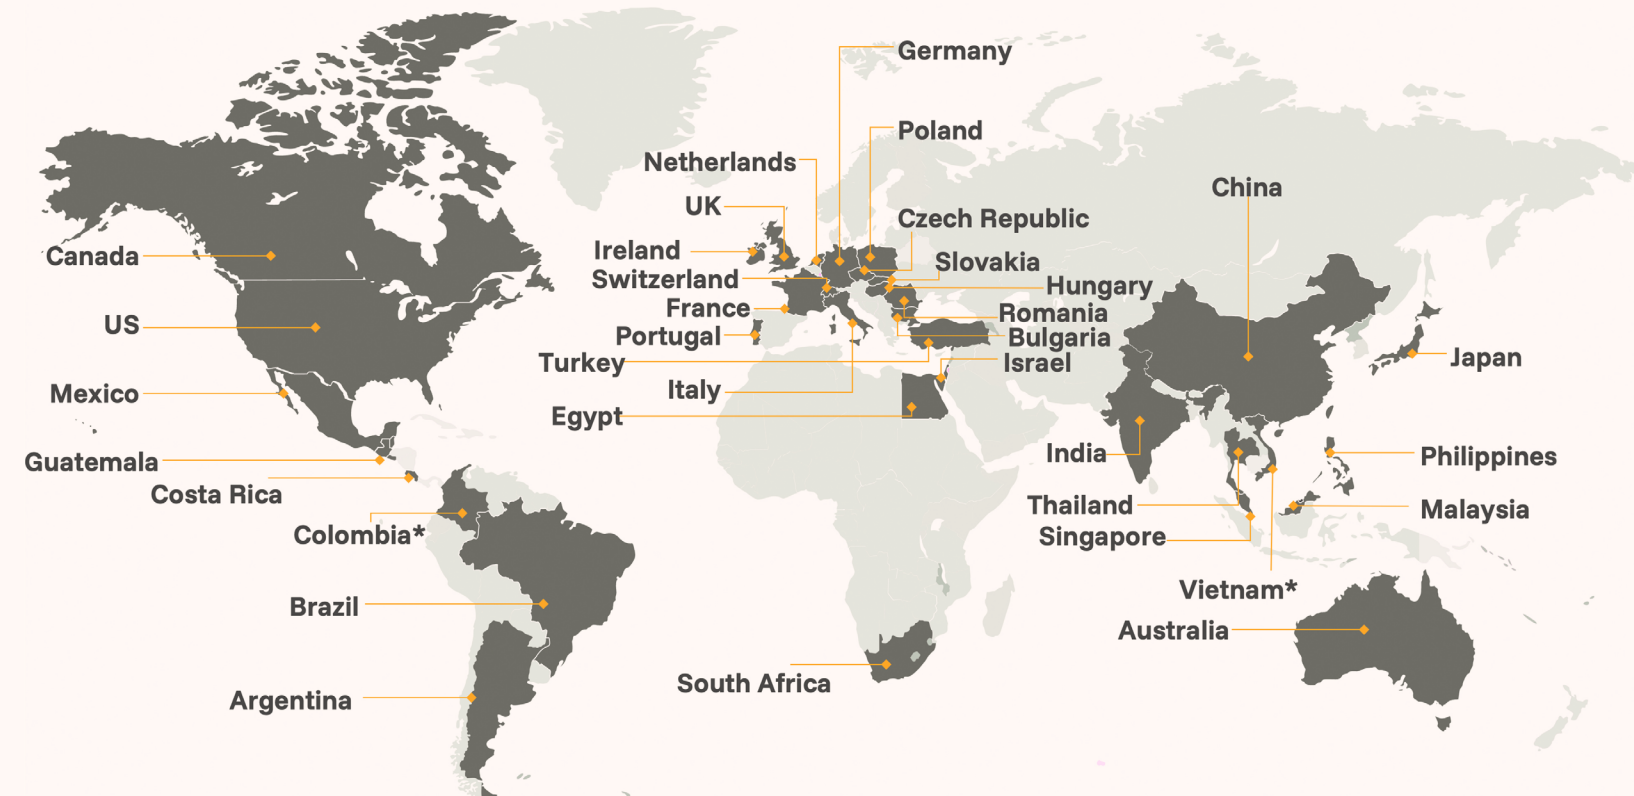 Germany
Poland
Netherlands
China
UK
Czech Republic
Ireland
Canada
Slovakia
Switzerland
Hungary
France
Romania
US
Portugal
Bulgaria
Japan
Turkey
Israel
Italy
Mexico
Egypt
India
Philippines
Guatemala
Costa Rica
Thailand
Malaysia
Colombia*
Singapore
Vietnam*
Brazil
Australia
South Africa
Argentina